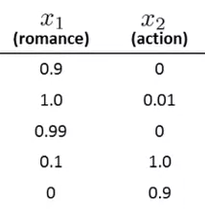 x₁ x₂
(romance) (action)
0.9 0
1.0 0.01
0.99 0
0.1 1.0
0 0.9